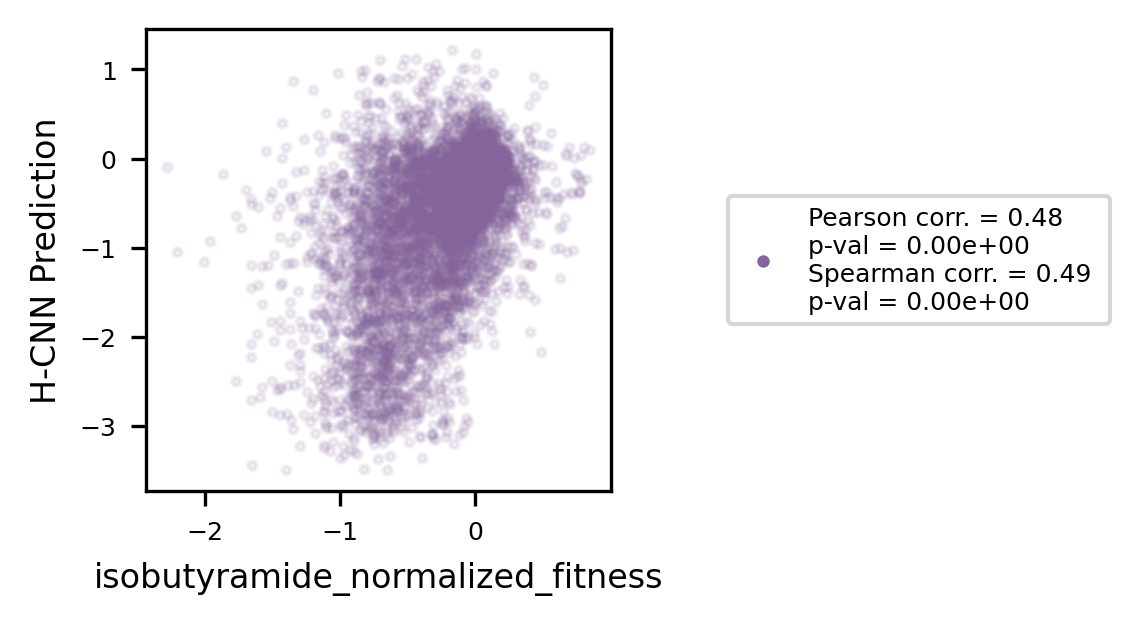 1
0
−1
−2
−3
H-CNN Prediction
−2
−1
0
isobutyramide_normalized_fitness
Pearson corr. = 0.48
p-val = 0.00e+00
Spearman corr. = 0.49
p-val = 0.00e+00